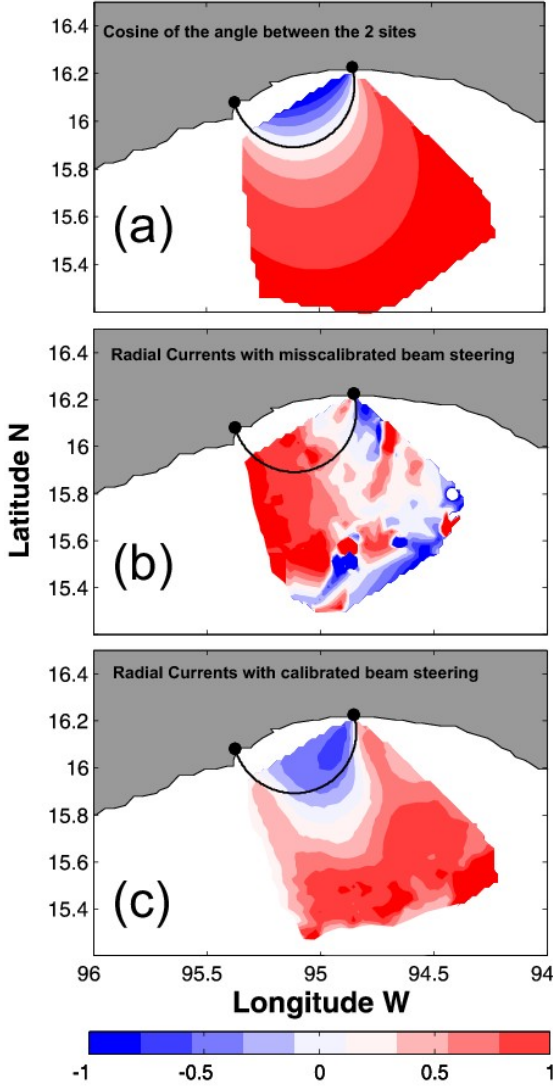 16.4
Cosine of the angle between the 2 sites
16.2
16
15.8
15.6
(a)
15.4
16.4
Radial Currents with misscalibrated beam steering
16.2
16
15.8
15.6
(b)
15.4
Latitude N
16.4
Radial Currents with calibrated beam steering
16.2
16
15.8
15.6
(c)
15.4
96 95.5 95 94.5 94
Longitude W
-1 -0.5 0 0.5 1